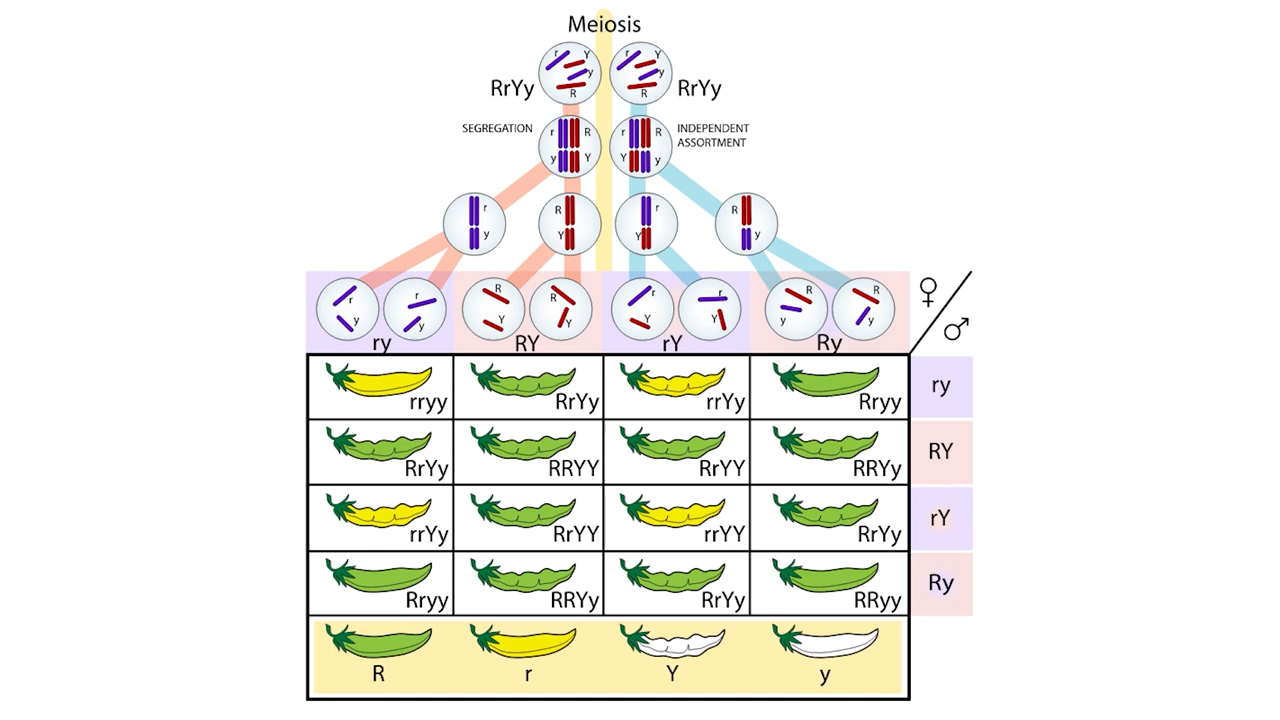 Meiosis
r Y y R
r Y y R
RrYy RrYy
SEGREGATION
INDEPENDENT
ASSORTMENT
r R
y Y
r R
Y y
r y
R Y
r Y
R y
r y
r y
R Y
R Y
r Y
r Y
R y
R y
♀
♂
ry RY rY Ry
ry
rryy RrYy rrYy Rryy
RY
RrYy RRYY RrYY RRYy
rY
rrYy RrYY rrYY RrYy
Ry
Rryy RRYy RrYy RRyy
R r Y y